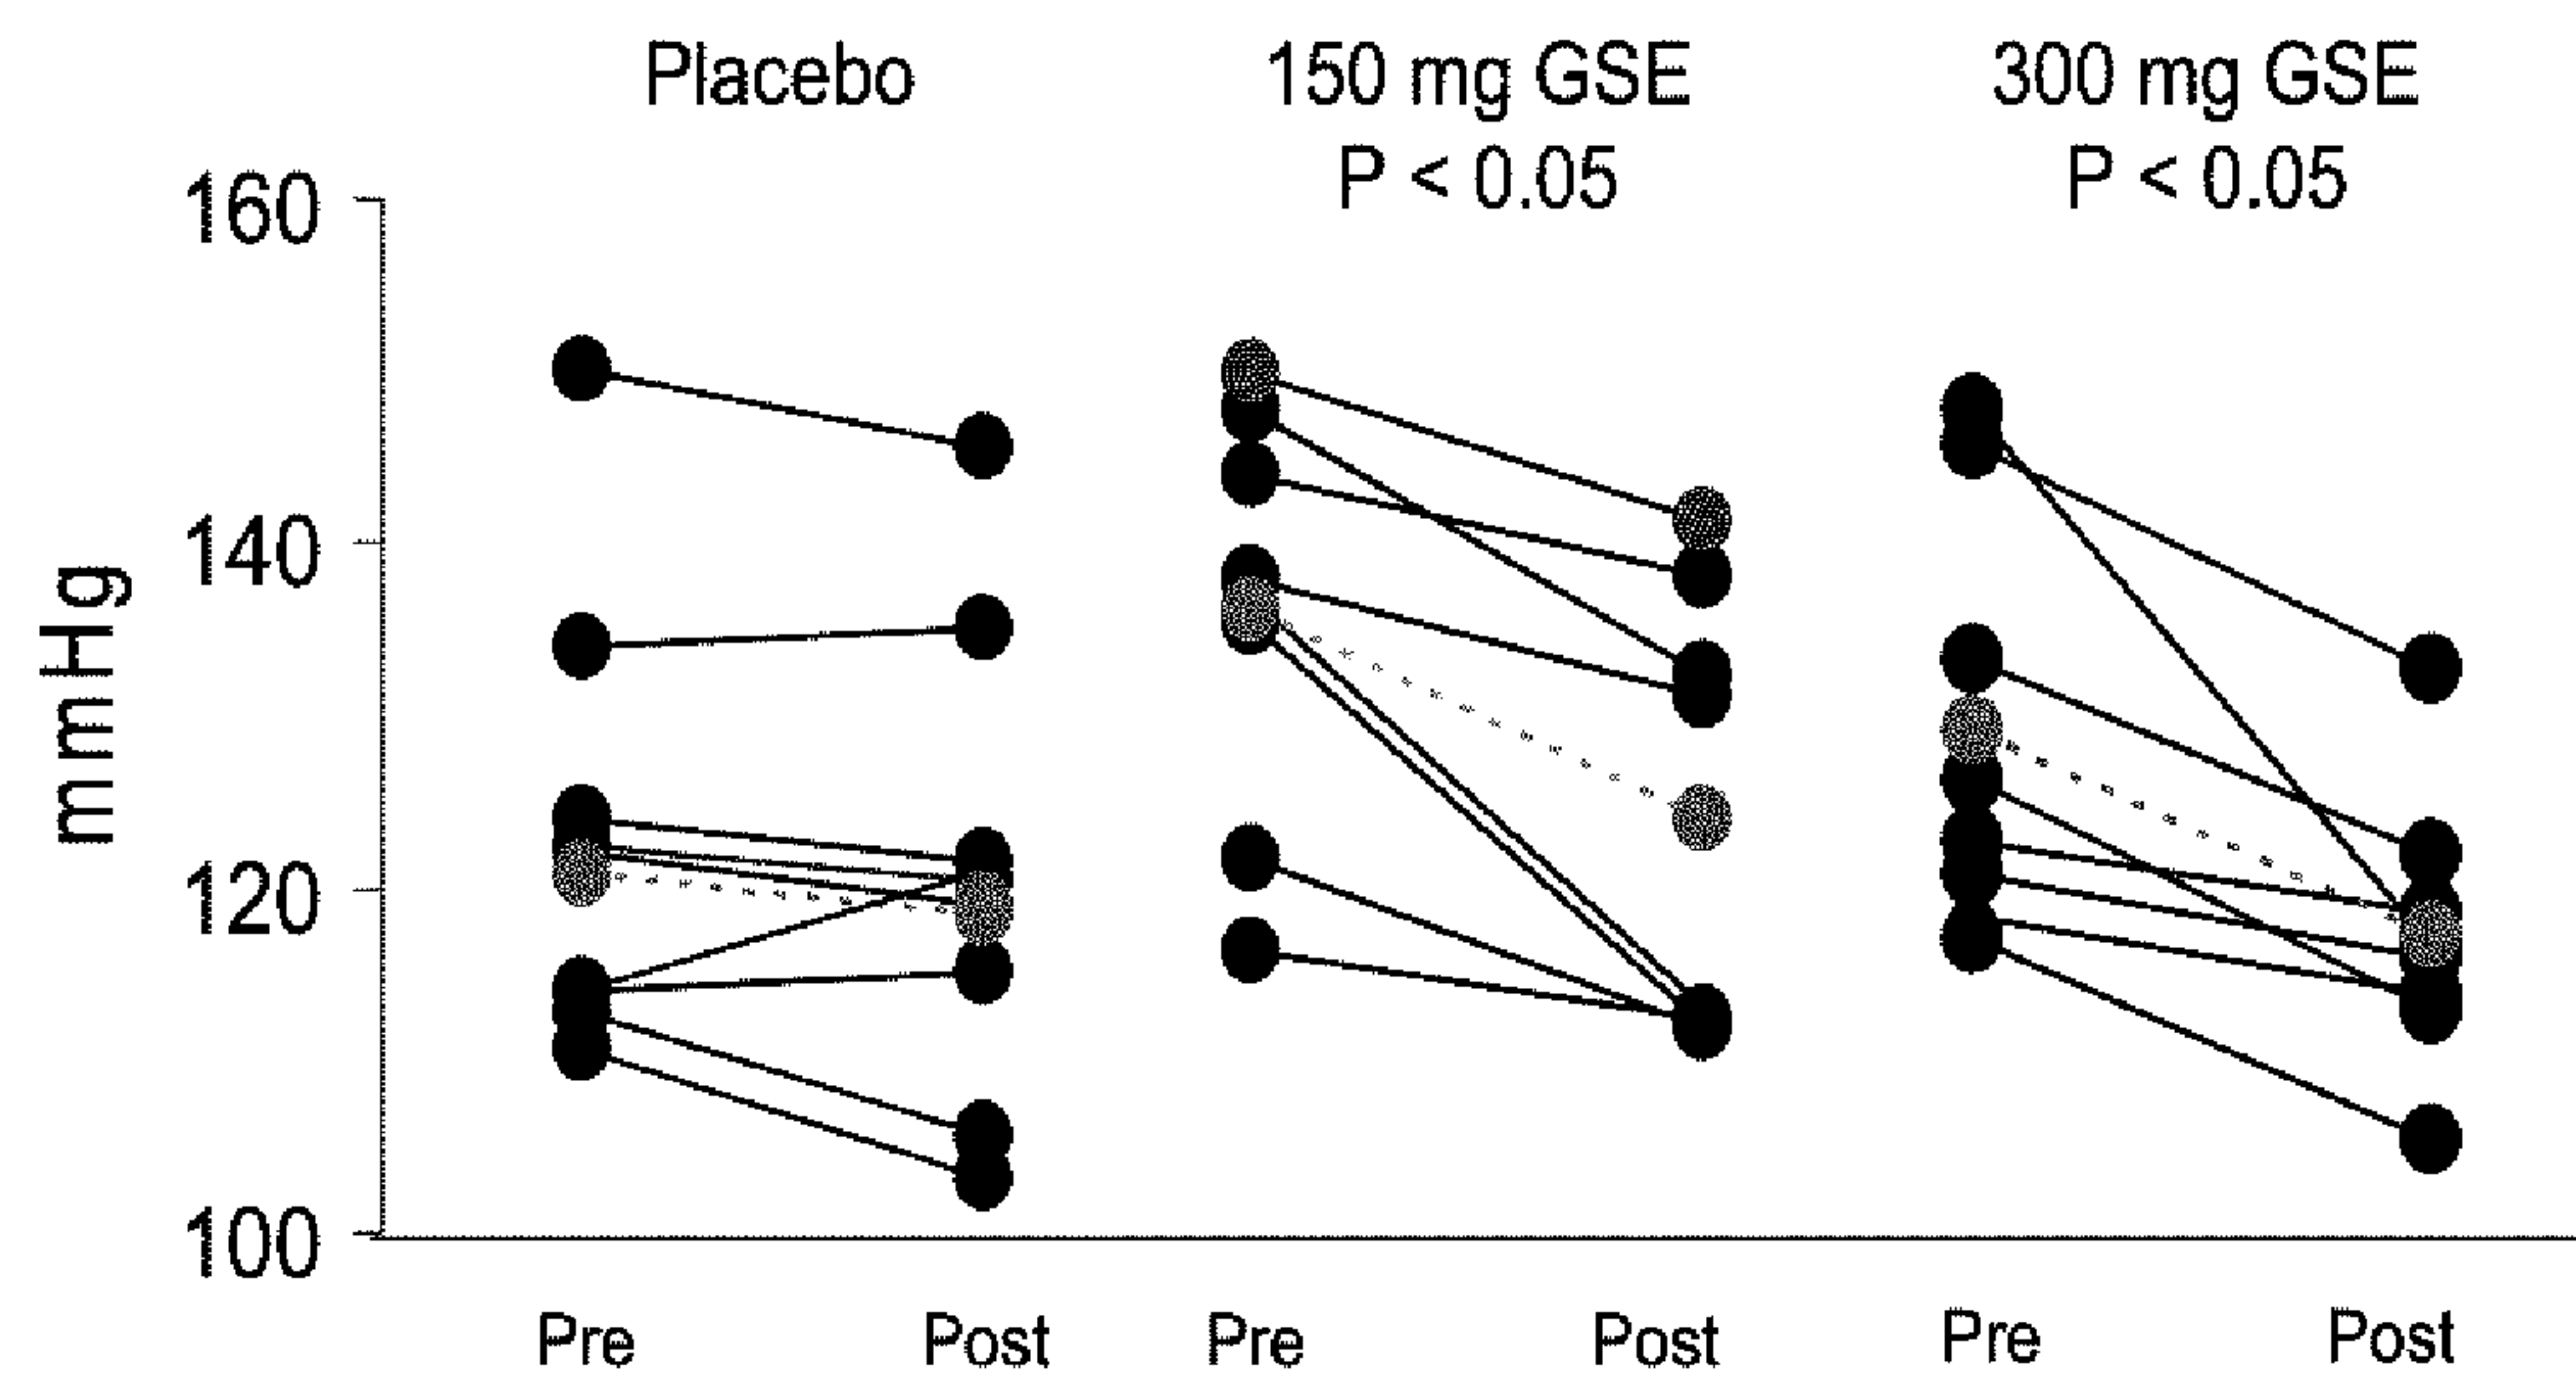 Placebo
150 mg GSE
P < 0.05
300 mg GSE
P < 0.05
160
140
120
100
mmHg
Pre
Post
Pre
Post
Pre
Post